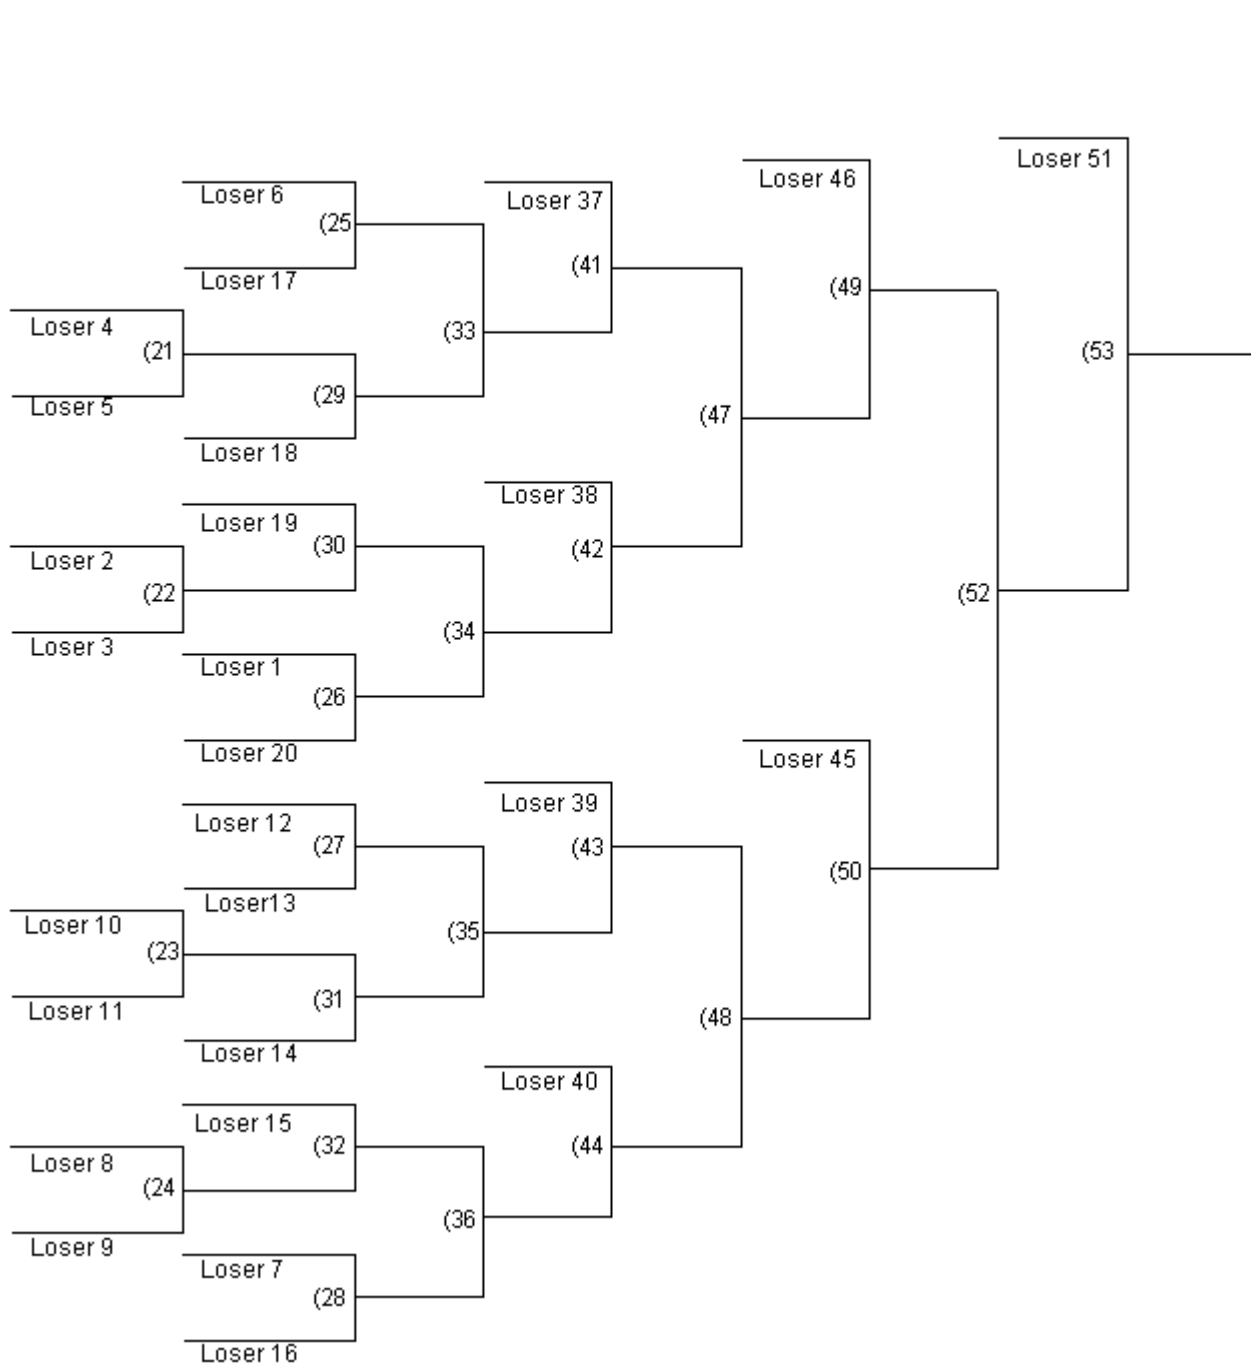 Loser 51
Loser 46
Loser 6
Loser 37
(25
(41
Loser 17
(49
Loser 4
(33
(21
(53
(29
Loser 5
(47
Loser 18
Loser 38
Loser 19
(30
(42
Loser 2
(22
(52
(34
Loser 3
Loser 1
(26
Loser 20
Loser 45
Loser 39
Loser 12
(27
(43
(50
Loser13
Loser 10
(35
(23
(31
Loser 11
(48
Loser 14
Loser 40
Loser 15
(32
(44
Loser 8
(24
(36
Loser 9
Loser 7
(28
Loser 16